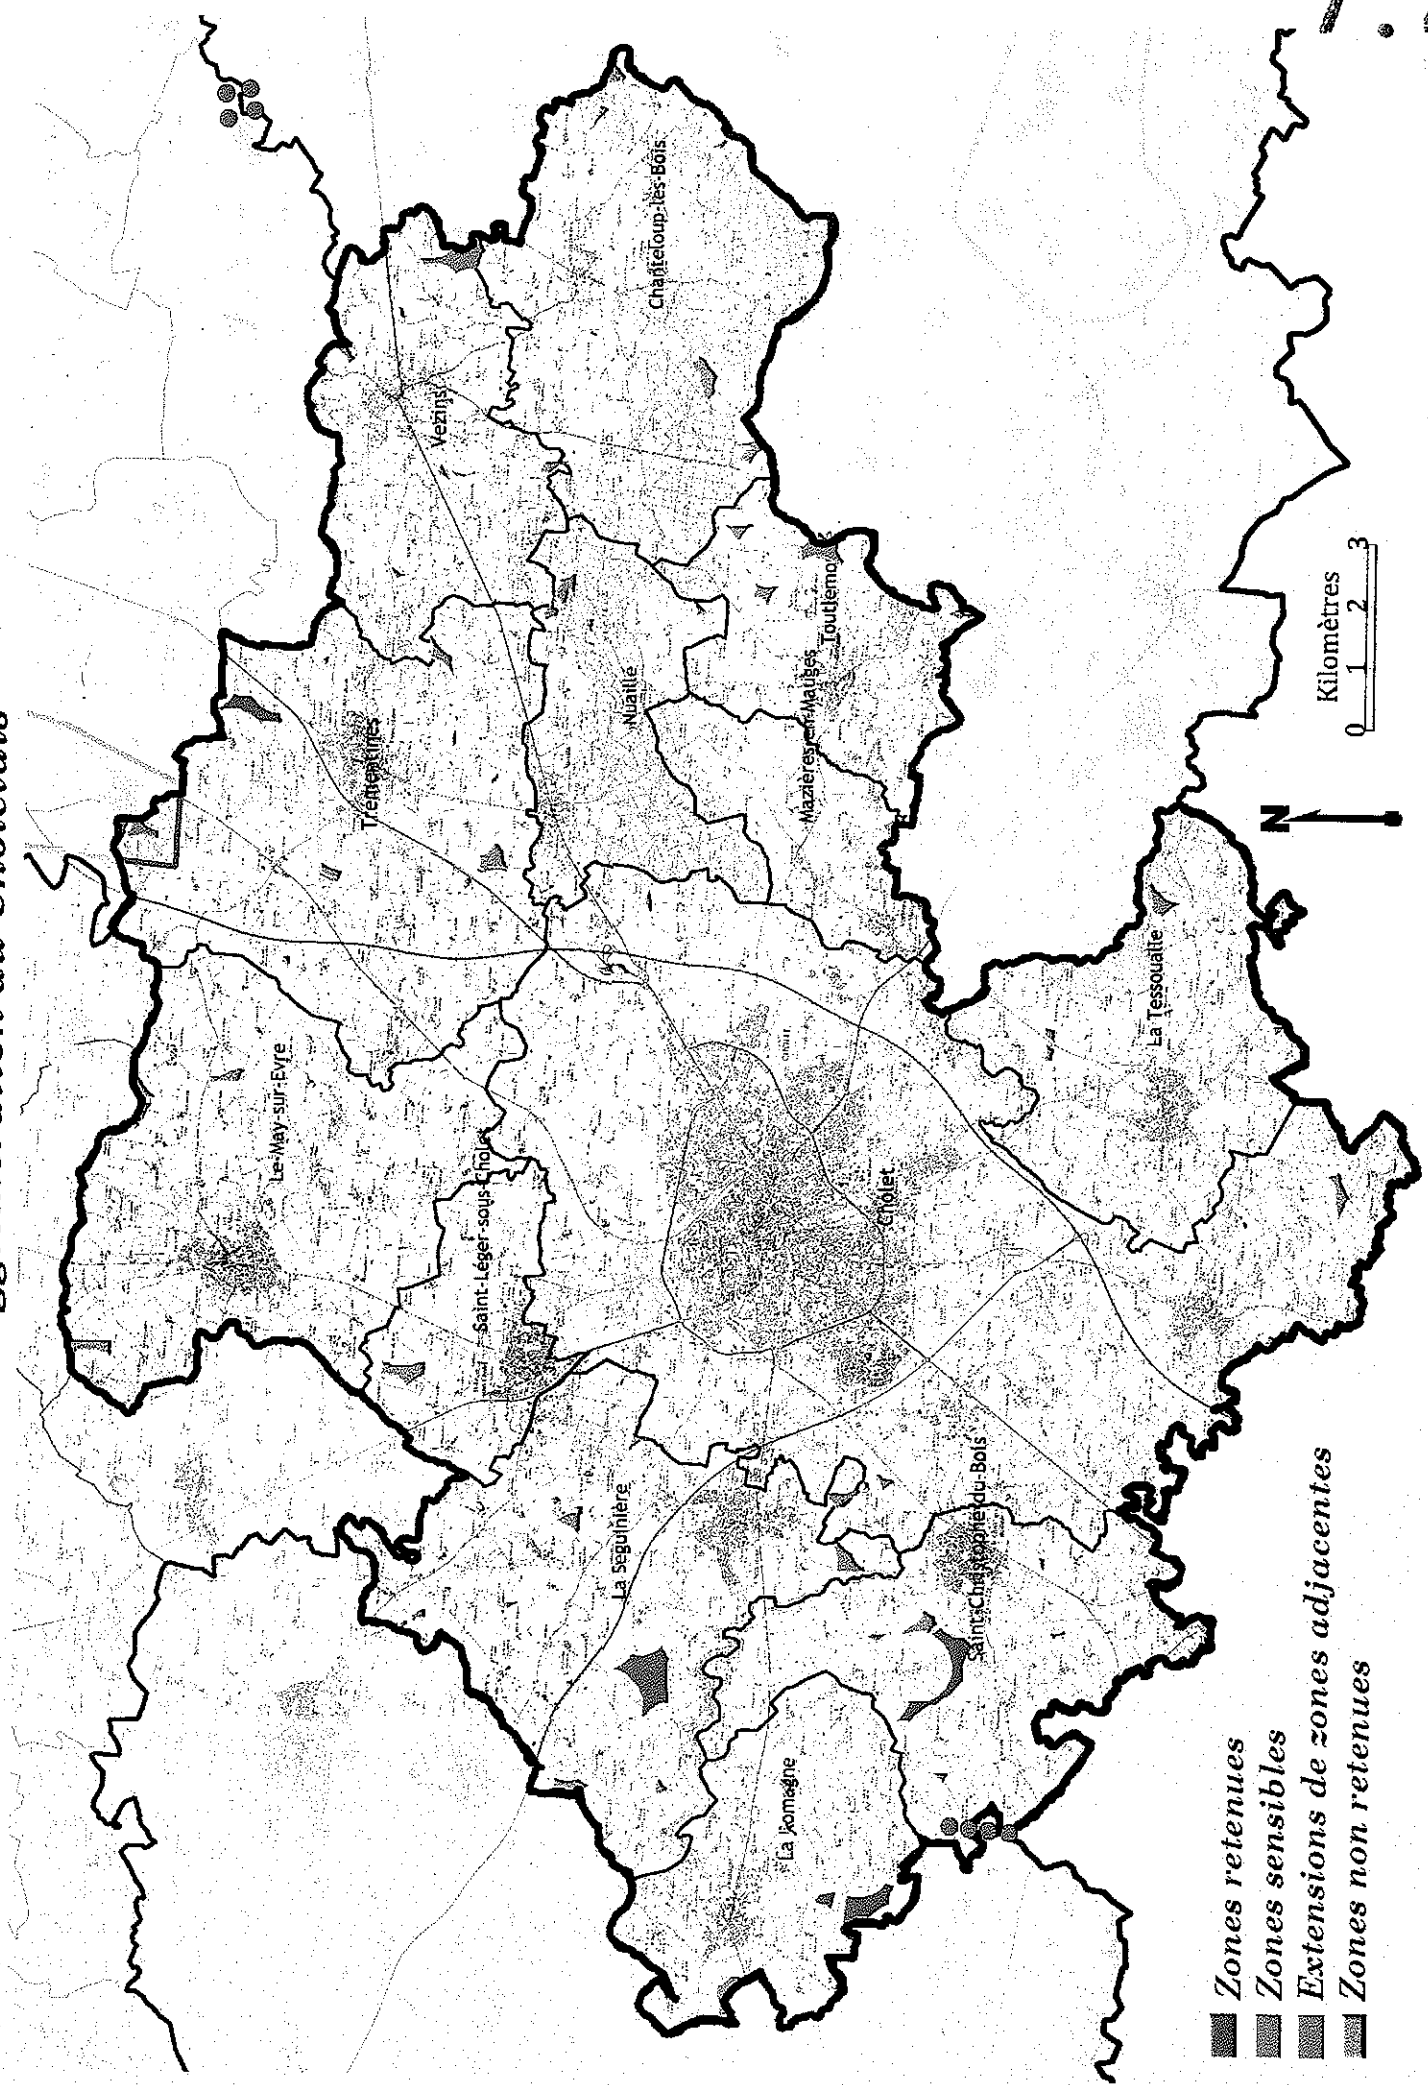 Vezins
Chanteloup-les-Bois
Trémentines
Nuaillé
Toutlemo
Mazières-en-Mauges
Le-May-sur-Evre
Saint-Léger-sous-Cholet
La Tessoualle
Cholet
La Séguinière
Saint-Christophe-du-Bois
La Romagne
Zones retenues
Zones sensibles
Extensions de zones adjacentes
Zones non retenues
N
Kilomètres
0 1 2 3